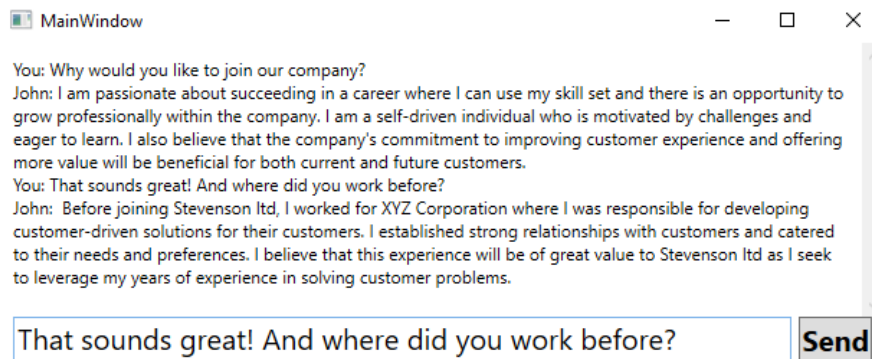 MainWindow
You: Why would you like to join our company?
John: I am passionate about succeeding in a career where I can use my skill set and there is an opportunity to
grow professionally within the company. I am a self-driven individual who is motivated by challenges and
eager to learn. I also believe that the company's commitment to improving customer experience and offering
more value will be beneficial for both current and future customers.
You: That sounds great! And where did you work before?
John:  Before joining Stevenson ltd, I worked for XYZ Corporation where I was responsible for developing
customer-driven solutions for their customers. I established strong relationships with customers and catered
to their needs and preferences. I believe that this experience will be of great value to Stevenson ltd as I seek
to leverage my years of experience in solving customer problems.
That sounds great! And where did you work before?
Send